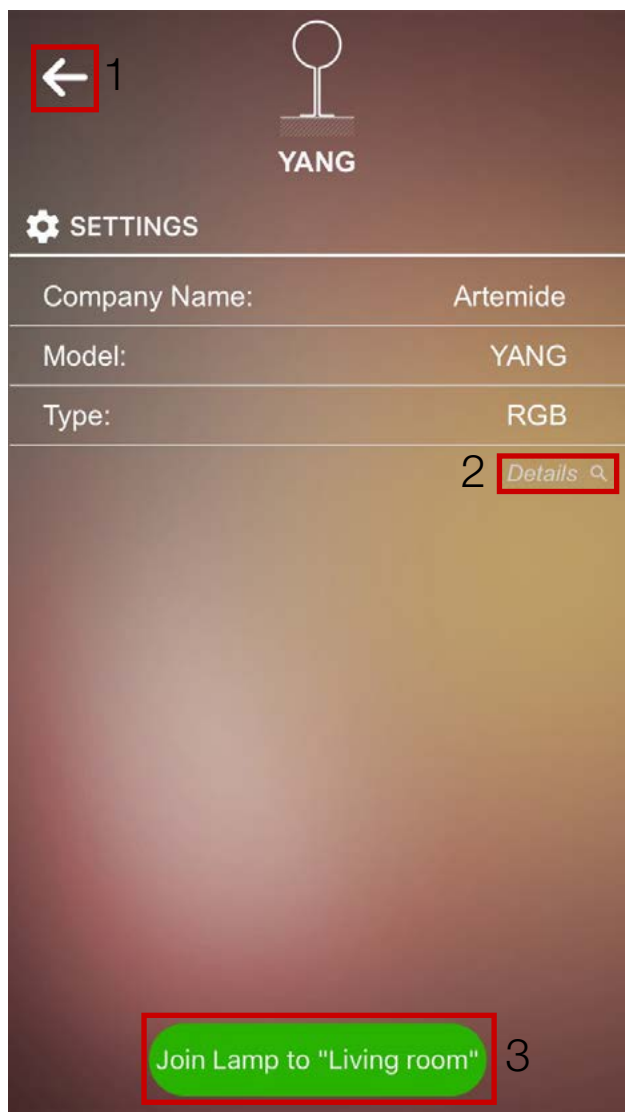 1
YANG
SETTINGS
Company Name: Artemide
Model: YANG
Type: RGB
2 Details
Join Lamp to "Living room" 3